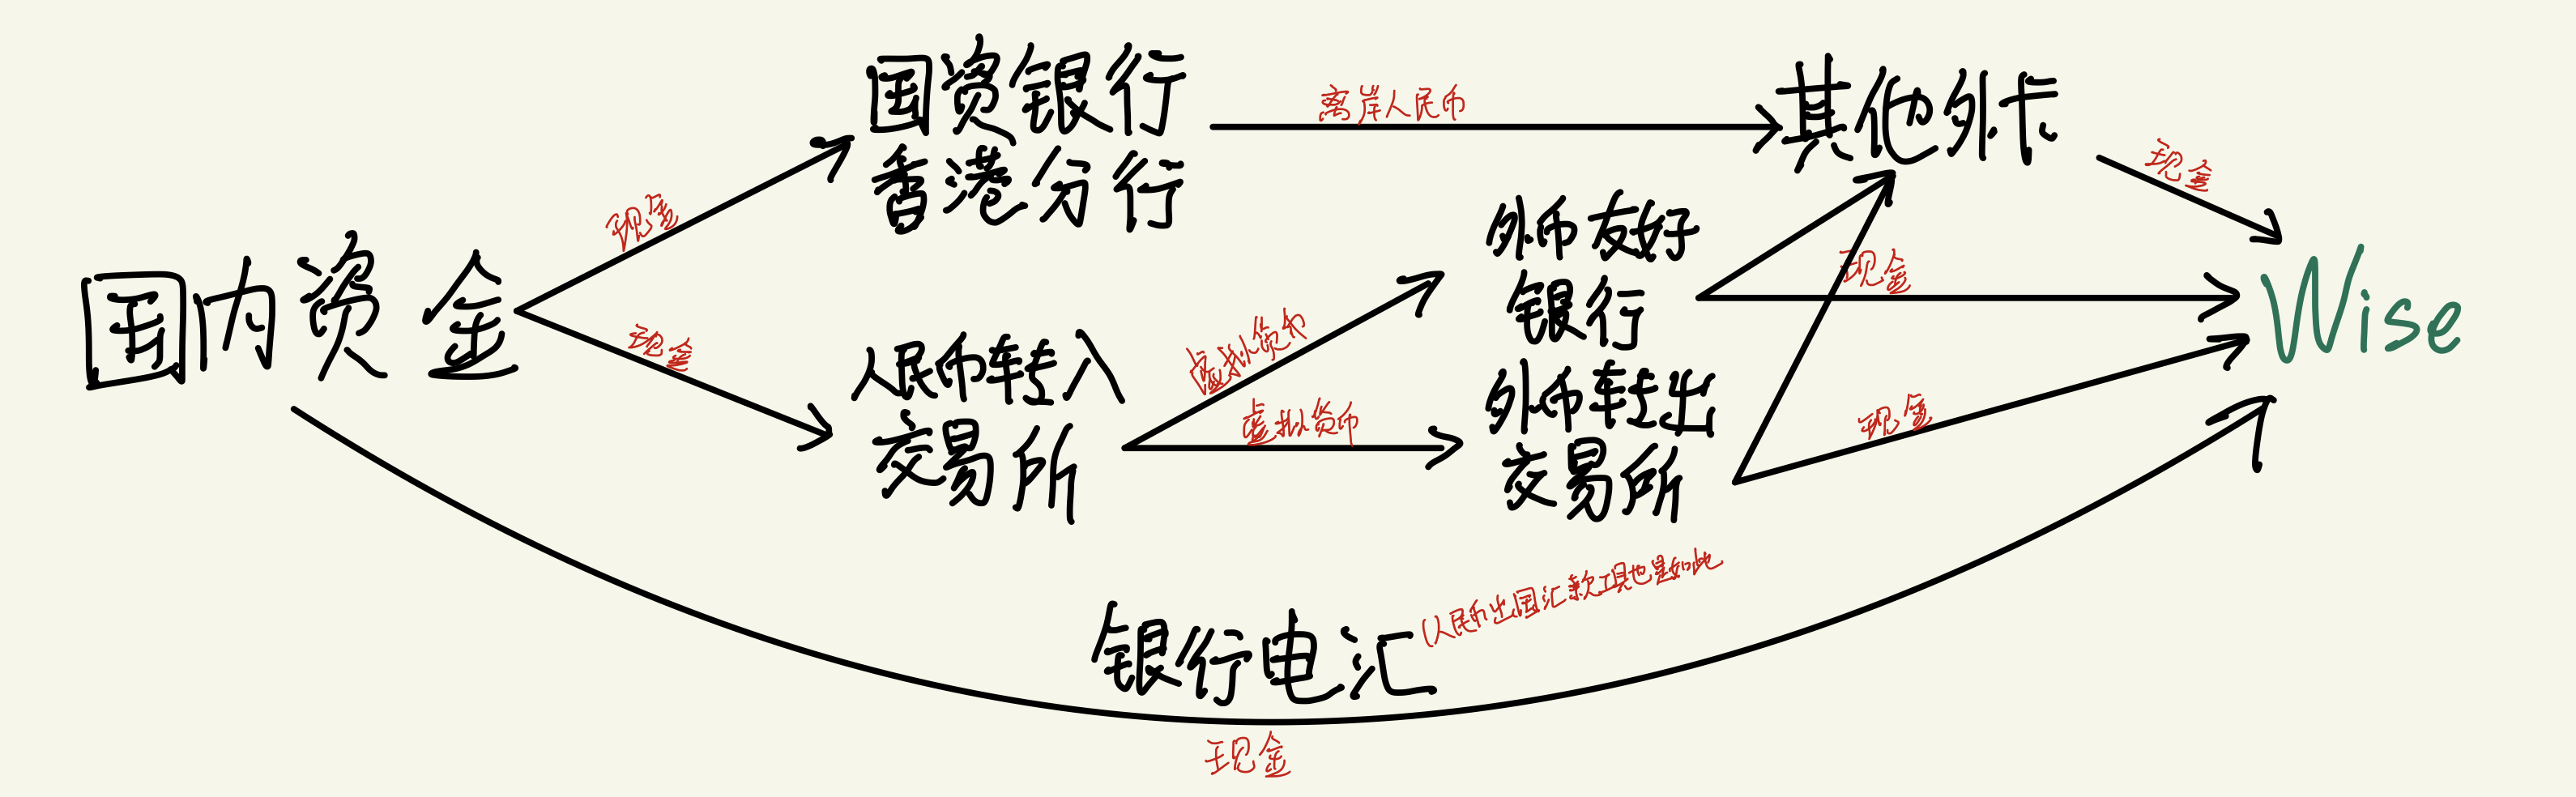 国内资金
现金
现金
国资银行
香港分行
离岸人民币
其他外卡
现金
人民币转入
交易所
虚拟货币
虚拟货币
外币友好
银行
外币转出
交易所
现金
现金
Wise
银行电汇
(人民币出国汇款工具也是如此
现金